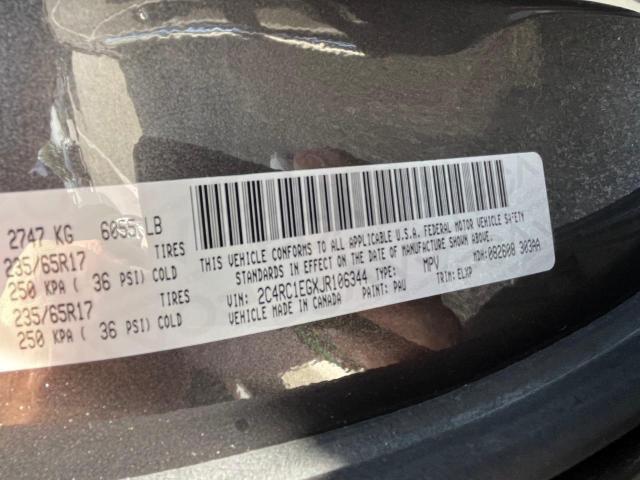 2747 KG 6055 LB
235/65R17 TIRES
250 KPA ( 36 PSI) COLD
235/65R17 TIRES
250 KPA ( 36 PSI) COLD
THIS VEHICLE CONFORMS TO ALL APPLICABLE U.S.A. FEDERAL MOTOR VEHICLE SAFETY
STANDARDS IN EFFECT ON THE DATE OF MANUFACTURE SHOWN ABOVE.
VIN: 2C4RC1EGXJR106344 TYPE: MPV MDH: 082808 303AA
VEHICLE MADE IN CANADA PAINT: PAU TRIM: ELXP